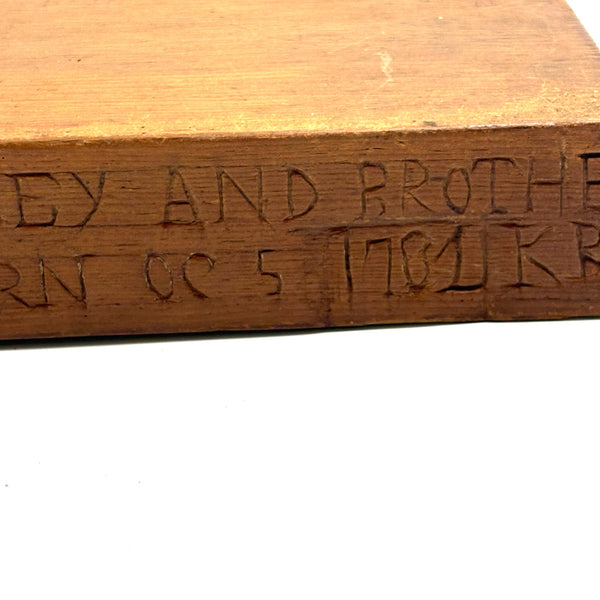 EY AND BROTHE
RN OC 5 1781 KR